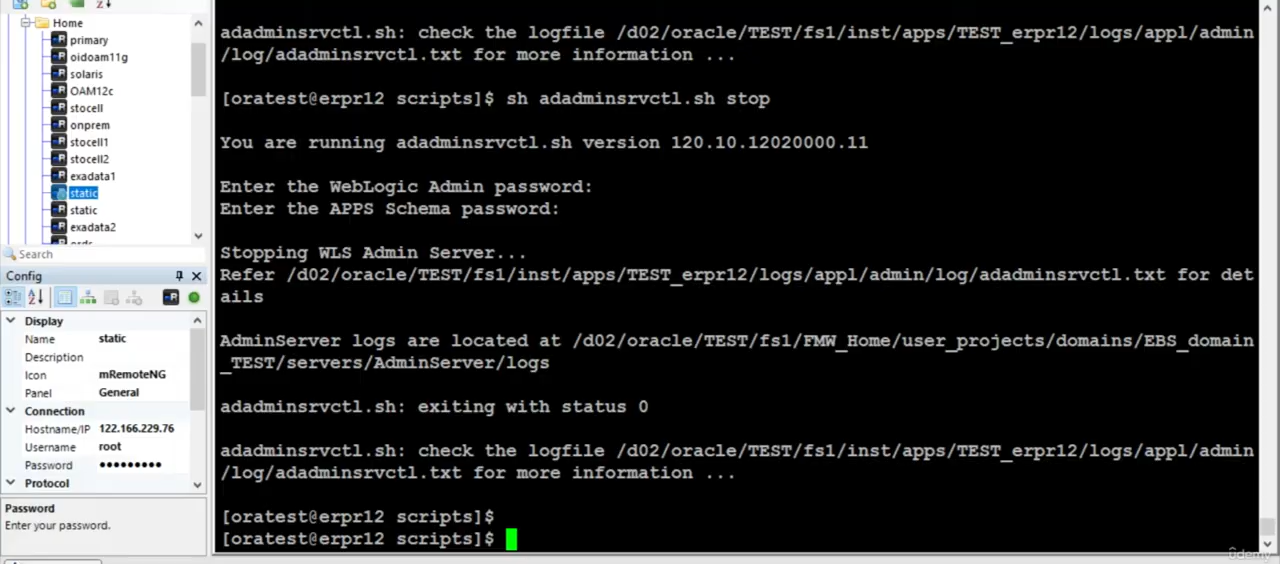 Home
primary
oidoam11g
solaris
OAM12c
stocell
onprem
stocell1
stocell2
exadata1
static
static
exadata2
Search
Config
Display
Name static
Description
Icon mRemoteNG
Panel General
Connection
Hostname/IP 122.166.229.76
Username root
Password ●●●●●●●●●
Protocol
Password
Enter your password.
adadminsrvctl.sh: check the logfile /d02/oracle/TEST/fs1/inst/apps/TEST_erpr12/logs/appl/admin
/log/adadminsrvctl.txt for more information ...
[oratest@erpr12 scripts]$ sh adadminsrvctl.sh stop
You are running adadminsrvctl.sh version 120.10.12020000.11
Enter the WebLogic Admin password:
Enter the APPS Schema password:
Stopping WLS Admin Server...
Refer /d02/oracle/TEST/fs1/inst/apps/TEST_erpr12/logs/appl/admin/log/adadminsrvctl.txt for det
ails
AdminServer logs are located at /d02/oracle/TEST/fs1/FMW_Home/user_projects/domains/EBS_domain
_TEST/servers/AdminServer/logs
adadminsrvctl.sh: exiting with status 0
adadminsrvctl.sh: check the logfile /d02/oracle/TEST/fs1/inst/apps/TEST_erpr12/logs/appl/admin
/log/adadminsrvctl.txt for more information ...
[oratest@erpr12 scripts]$
[oratest@erpr12 scripts]$
Udemy